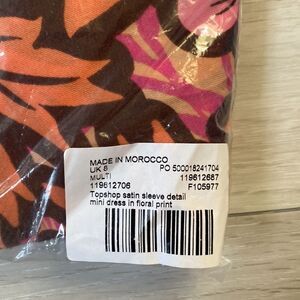 MADE IN MOROCCO
UK 8 PO 500018241704
MULTI 119612687
119612706 F105977
Topshop satin sleeve detail
mini dress in floral print